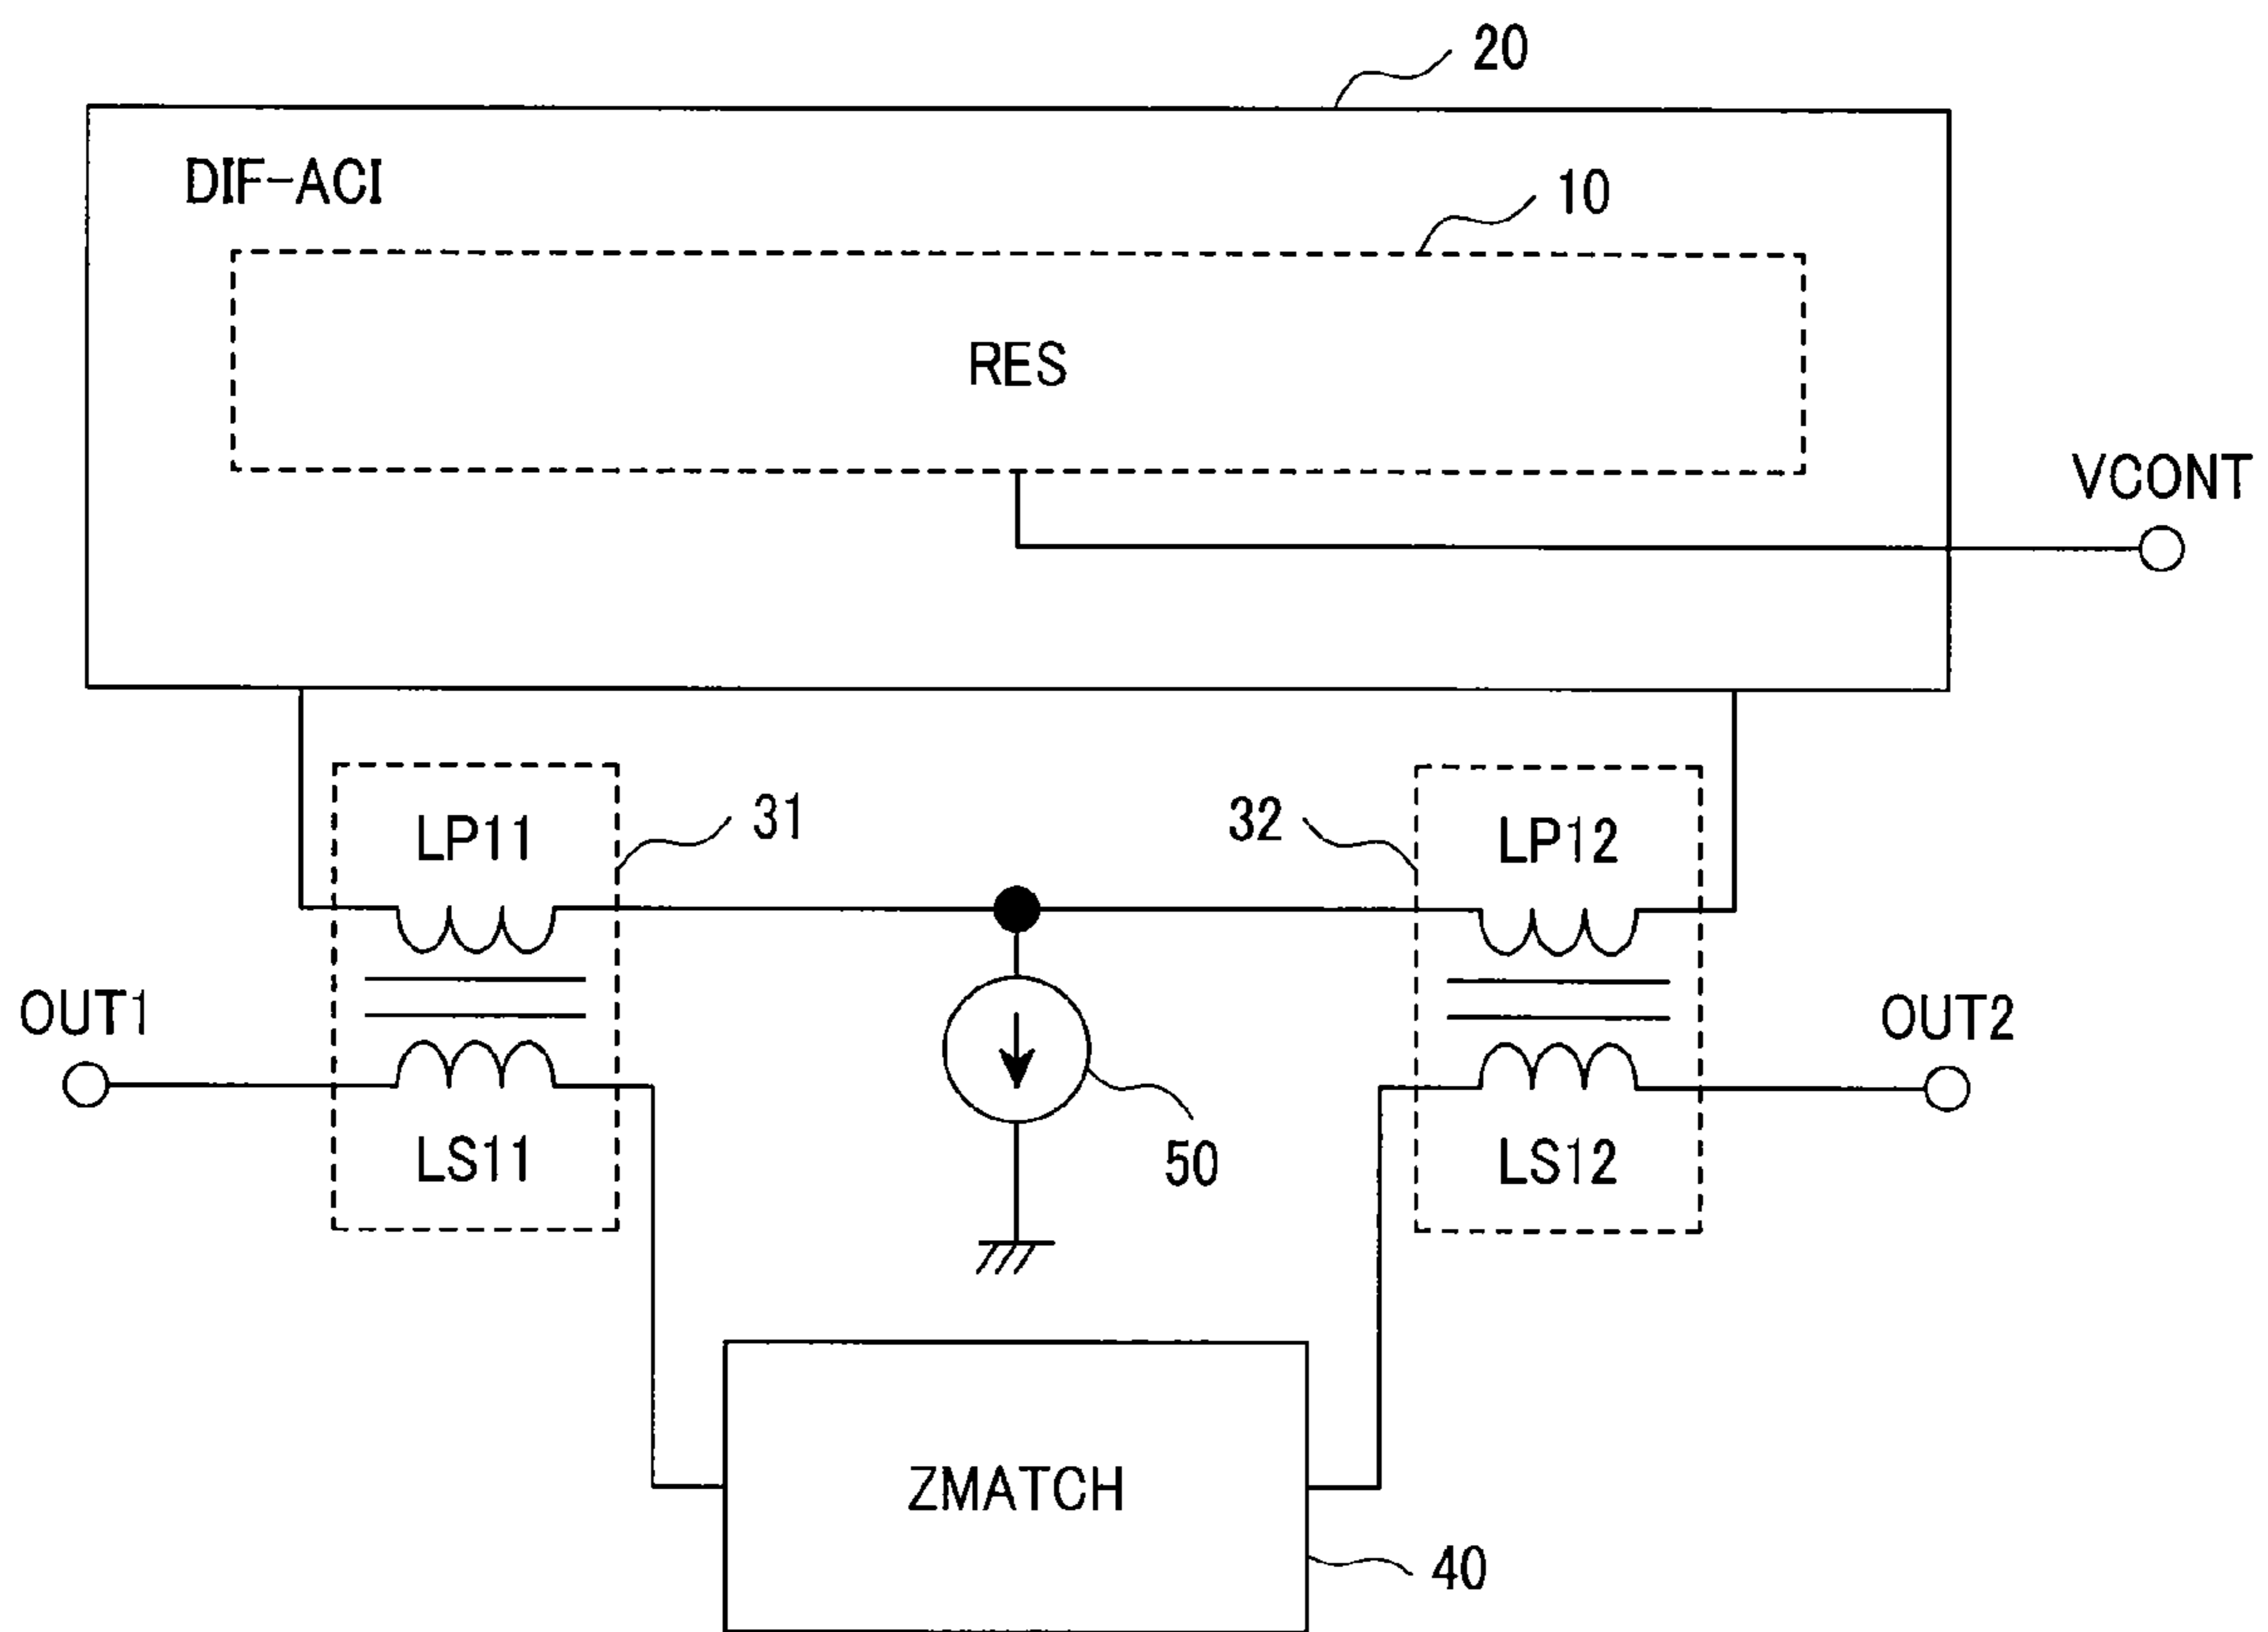 20
DIF-ACI
10
RES
VCONT
31
32
LP11
LP12
OUT1
OUT2
LS11
50
LS12
ZMATCH
40